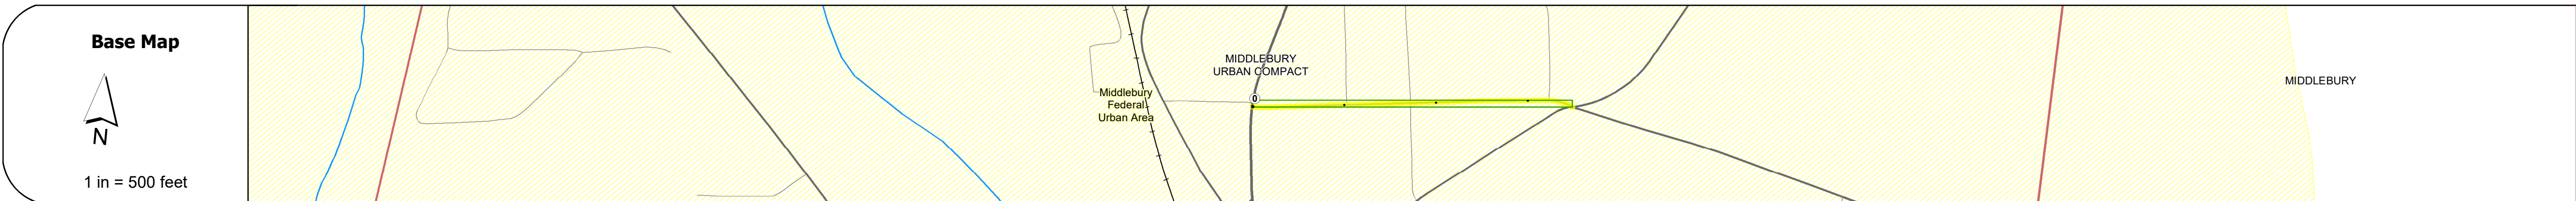 Base Map
N
1 in = 500 feet
Middlebury
Federal
Urban Area
MIDDLEBURY
URBAN COMPACT
0
MIDDLEBURY